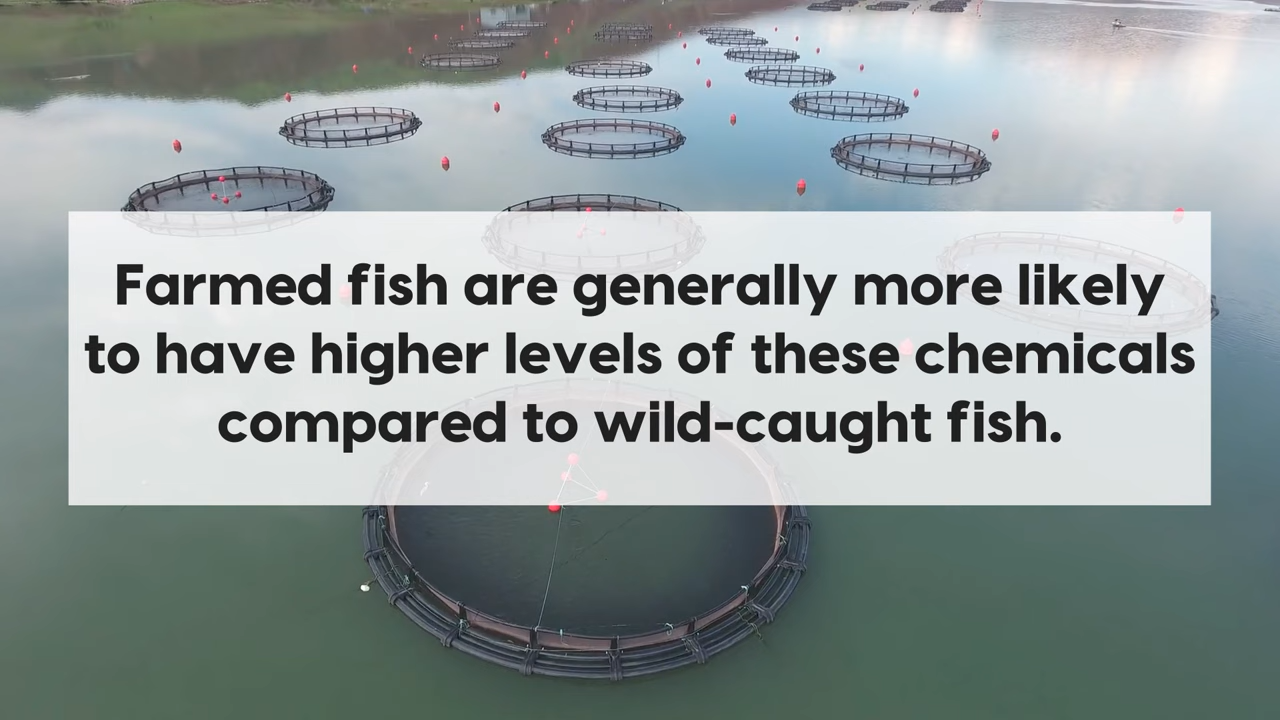 Farmed fish are generally more likely
to have higher levels of these chemicals
compared to wild-caught fish.